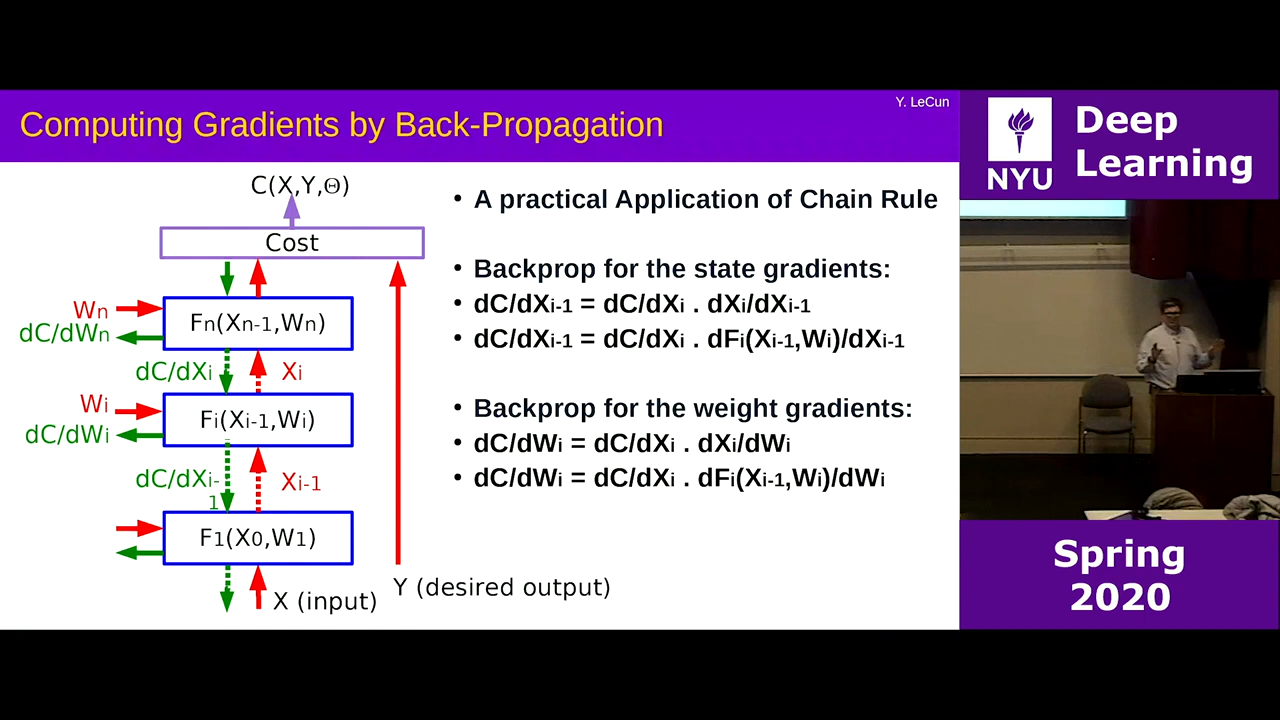 Y. LeCun
Computing Gradients by Back-Propagation
C(X,Y,Θ)
Cost
Wn
dC/dWn
Fn(Xn-1,Wn)
dC/dXi
Xi
Wi
dC/dWi
Fi(Xi-1,Wi)
dC/dXi-
1
Xi-1
F1(X0,W1)
X (input)
Y (desired output)
• A practical Application of Chain Rule
• Backprop for the state gradients:
• dC/dXi-1 = dC/dXi . dXi/dXi-1
• dC/dXi-1 = dC/dXi . dFi(Xi-1,Wi)/dXi-1
• Backprop for the weight gradients:
• dC/dWi = dC/dXi . dXi/dWi
• dC/dWi = dC/dXi . dFi(Xi-1,Wi)/dWi
NYU
Deep
Learning
Spring
2020